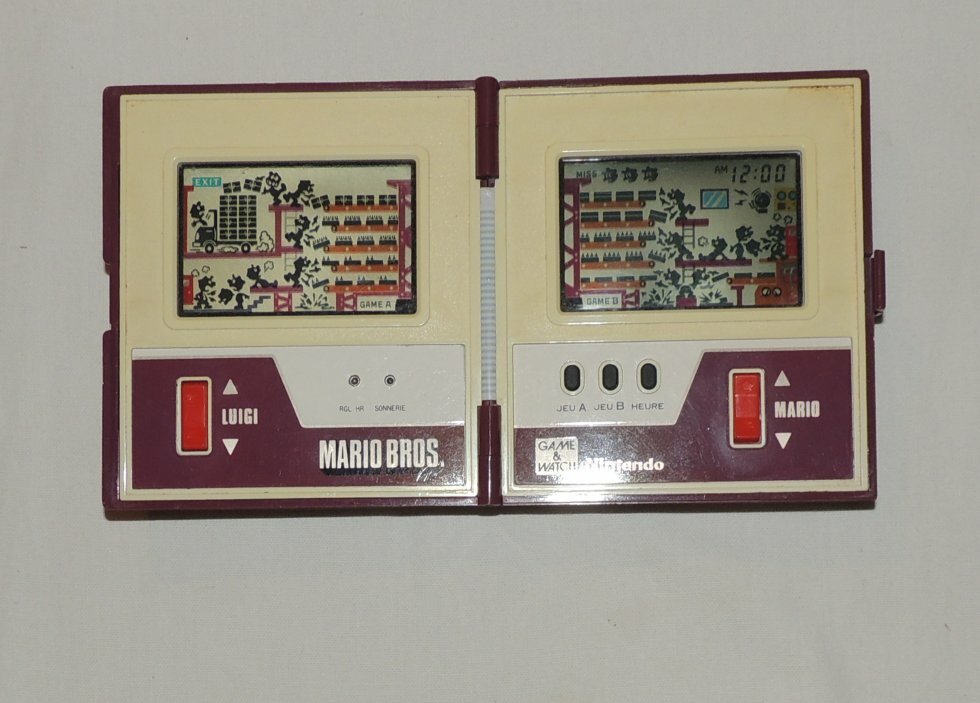 EXIT
GAME A
MISS
AM 12:00
GAME B
LUIGI
RGL HR SONNERIE
MARIO BROS.
JEU A JEU B HEURE
MARIO
GAME
&
WATCH
Nintendo